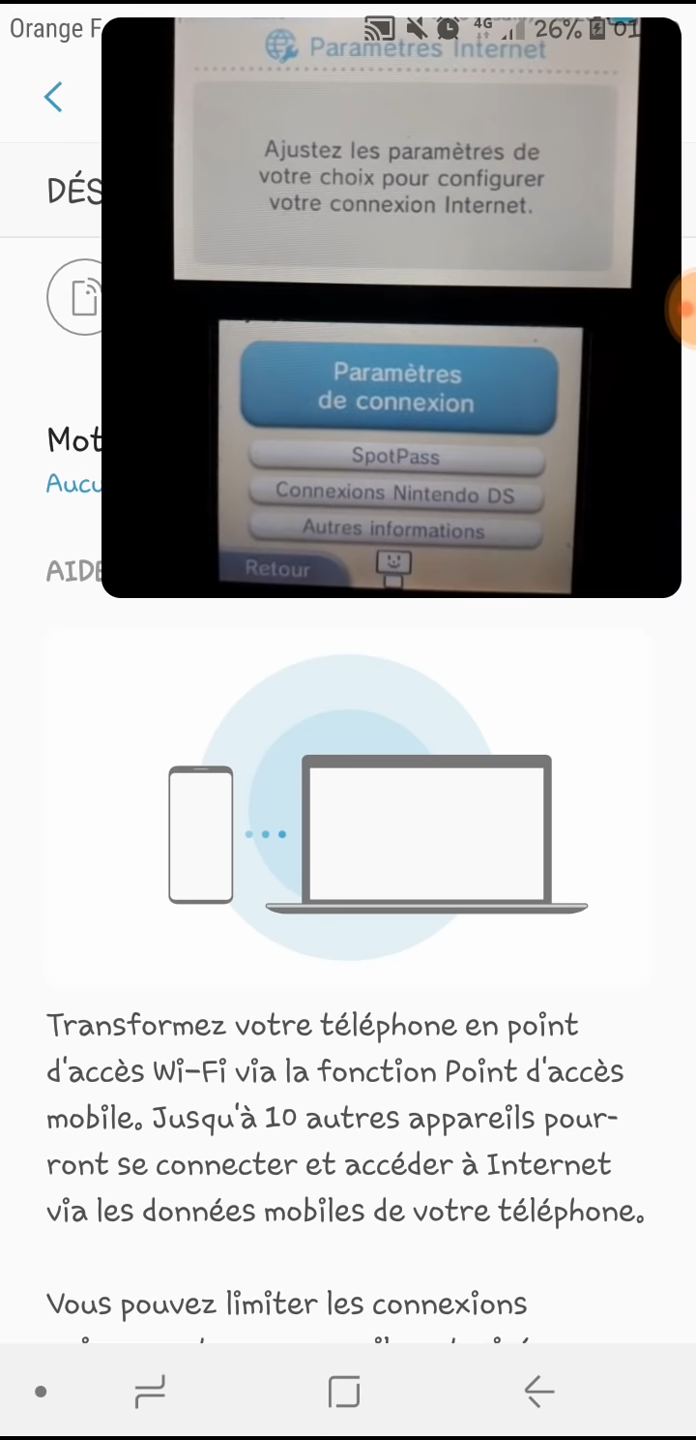 Orange F
4G
26%
Paramètres Internet
Ajustez les paramètres de
votre choix pour configurer
votre connexion Internet.
DÉS
Paramètres
de connexion
SpotPass
Connexions Nintendo DS
Autres informations
Retour
Mot
Aucu
AIDE
Transformez votre téléphone en point
d'accès Wi-Fi via la fonction Point d'accès
mobile. Jusqu'à 10 autres appareils pour-
ront se connecter et accéder à Internet
via les données mobiles de votre téléphone.
Vous pouvez limiter les connexions